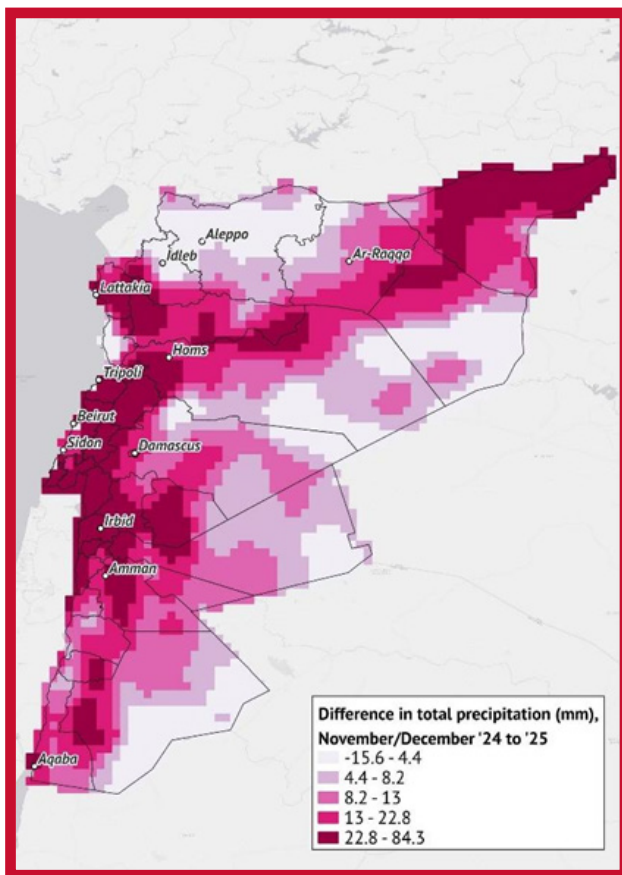 Aleppo
Idleb
Ar-Raqqa
Lattakia
Homs
Tripoli
Beirut
Sidon
Damascus
Irbid
Amman
Aqaba
Difference in total precipitation (mm),
November/December '24 to '25
-15.6 - 4.4
4.4 - 8.2
8.2 - 13
13 - 22.8
22.8 - 84.3